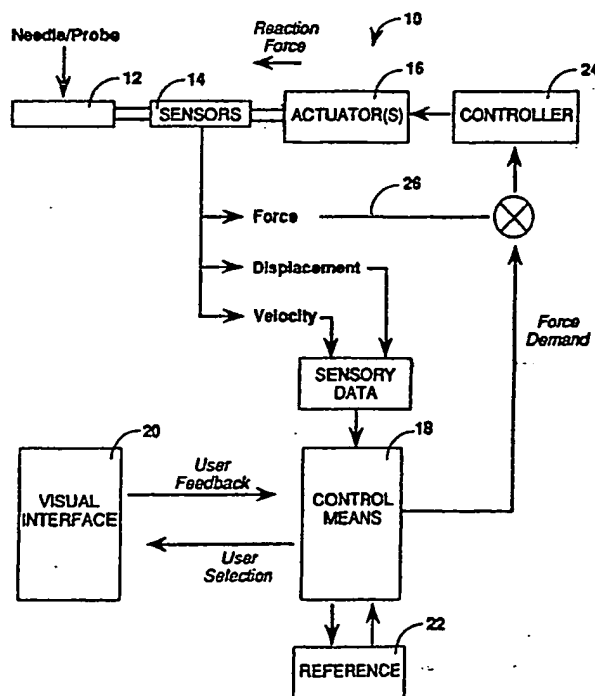 Reaction
Force
10
Needle/Probe
12
14
16
24
SENSORS
ACTUATOR(S)
CONTROLLER
Force
26
Displacement
Velocity
Force
Demand
SENSORY
DATA
20
18
User
Feedback
VISUAL
INTERFACE
CONTROL
MEANS
User
Selection
22
REFERENCE